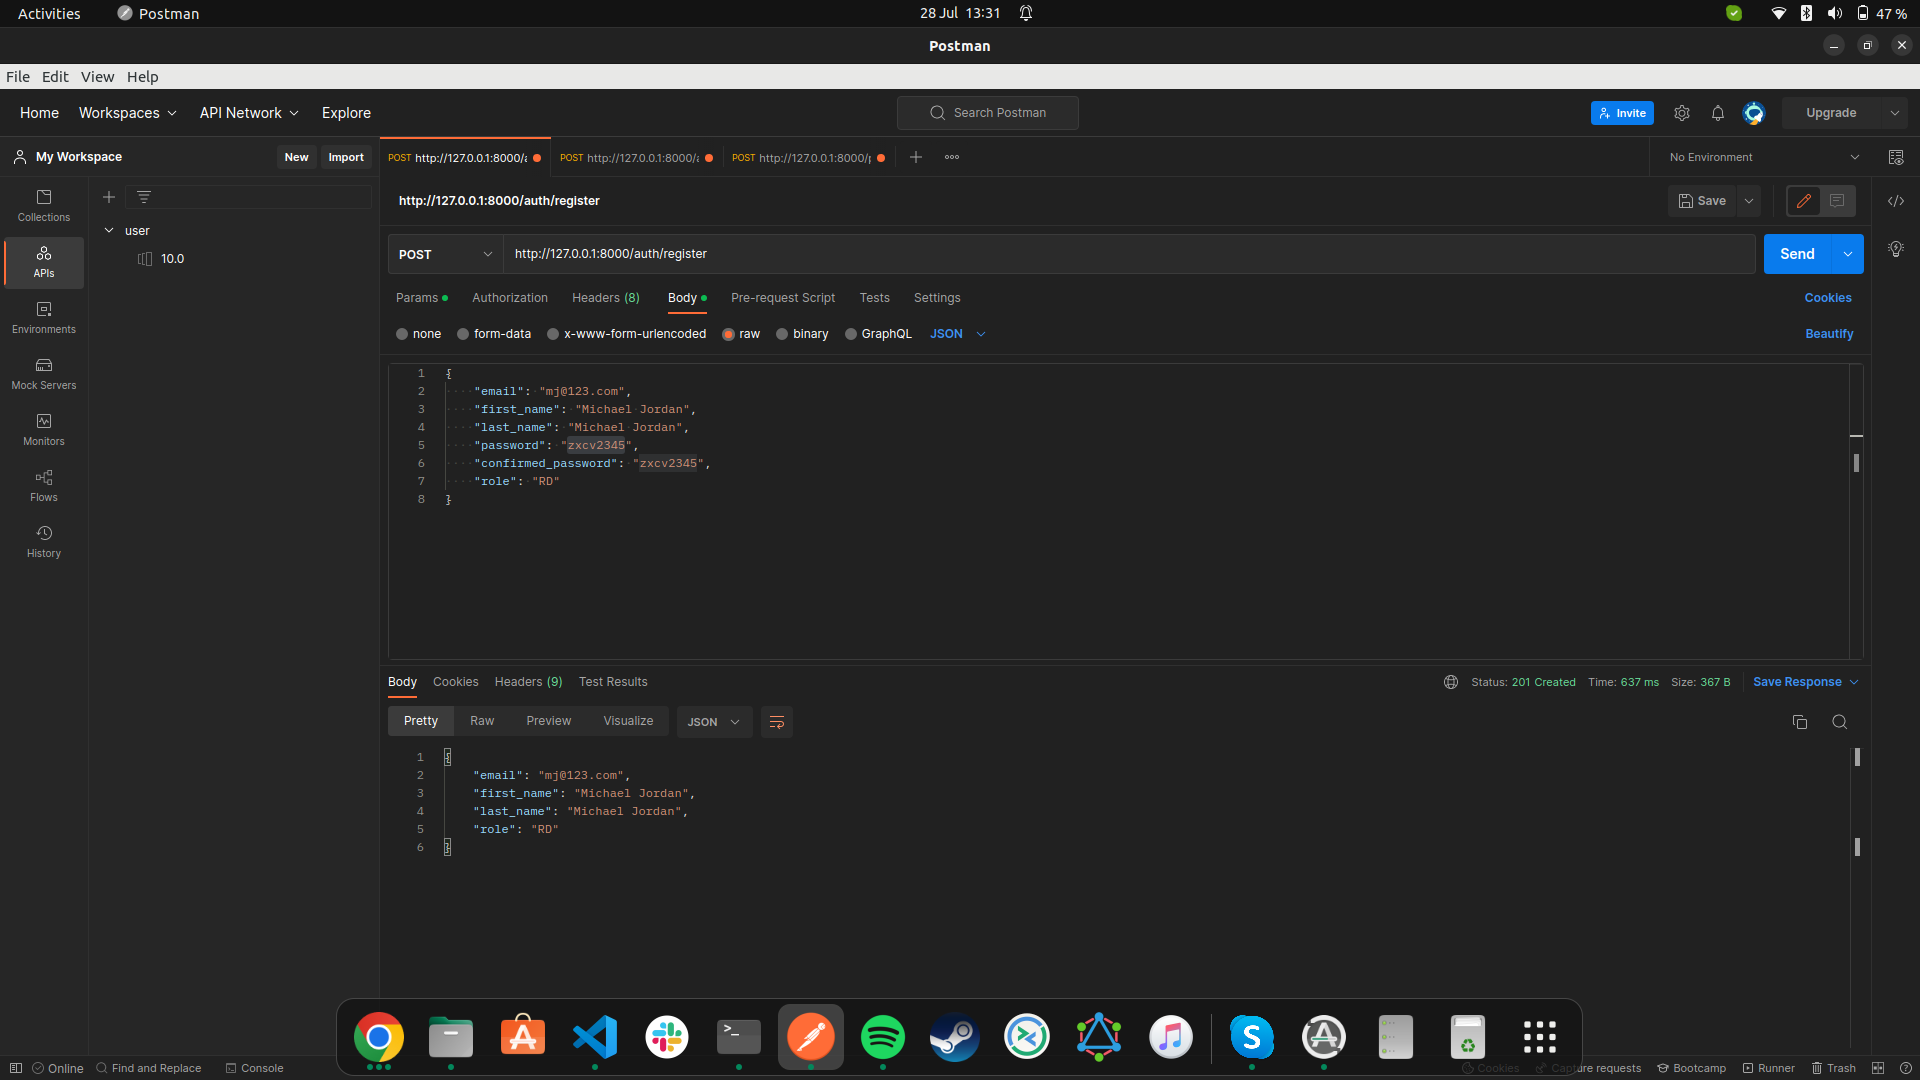 Activities Postman 28 Jul 13:31 47 %
Postman
File Edit View Help
Home Workspaces API Network Explore Search Postman Invite Upgrade
My Workspace New Import POST http://127.0.0.1:8000/a POST http://127.0.0.1:8000/a POST http://127.0.0.1:8000/p No Environment
Collections
APIs
Environments
Mock Servers
Monitors
Flows
History
user
10.0
http://127.0.0.1:8000/auth/register Save
POST http://127.0.0.1:8000/auth/register Send
Params Authorization Headers (8) Body Pre-request Script Tests Settings Cookies
none form-data x-www-form-urlencoded raw binary GraphQL JSON Beautify
1 {
2 "email": "mj@123.com",
3 "first_name": "Michael Jordan",
4 "last_name": "Michael Jordan",
5 "password": "zxcv2345",
6 "confirmed_password": "zxcv2345",
7 "role": "RD"
8 }
Body Cookies Headers (9) Test Results Status: 201 Created Time: 637 ms Size: 367 B Save Response
Pretty Raw Preview Visualize JSON
1 {
2 "email": "mj@123.com",
3 "first_name": "Michael Jordan",
4 "last_name": "Michael Jordan",
5 "role": "RD"
6 }
Online Find and Replace Console Cookies Capture requests Bootcamp Runner Trash